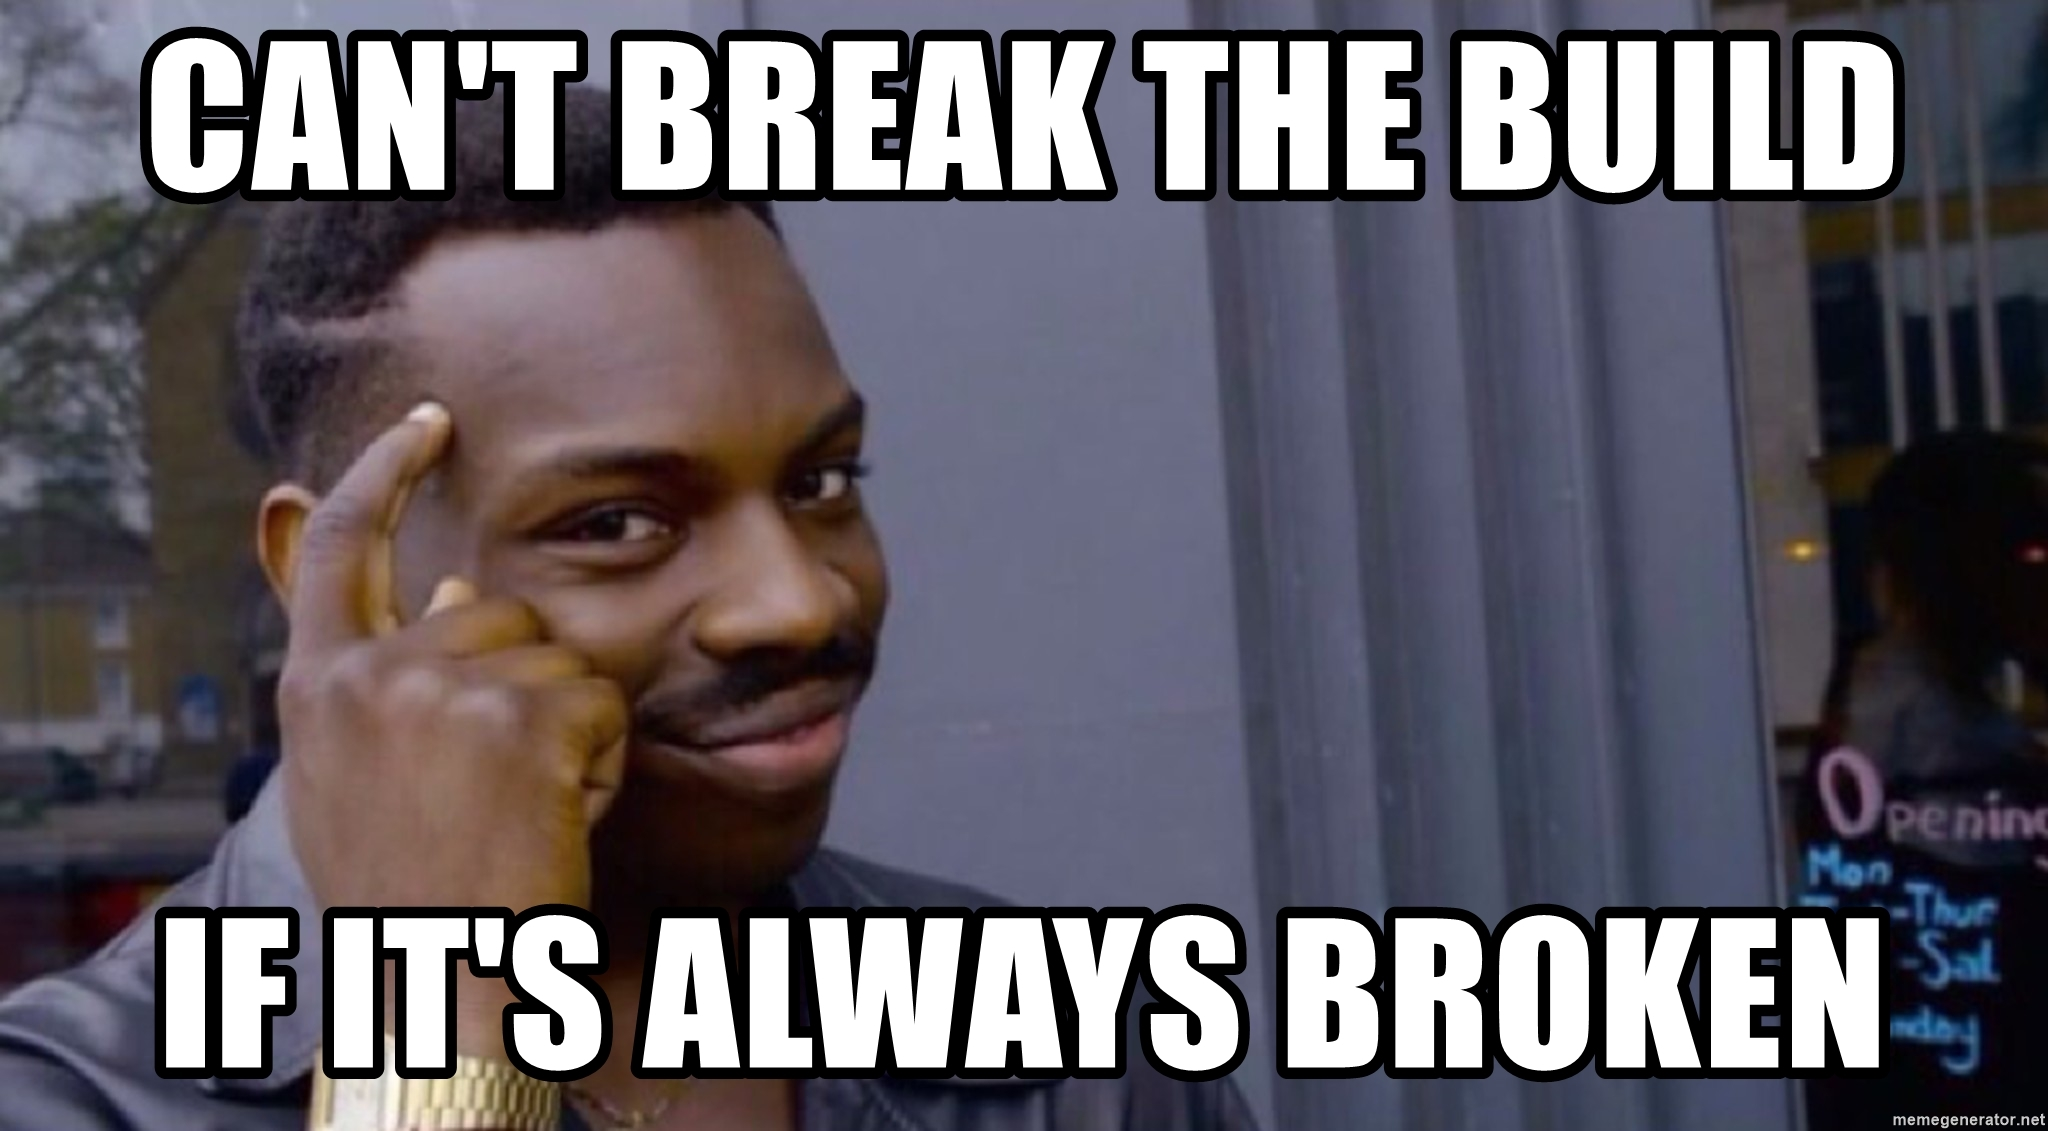 CAN'T BREAK THE BUILD
Opening
Mon
-Thur
-Sat
IF IT'S ALWAYS BROKEN
memegenerator.net